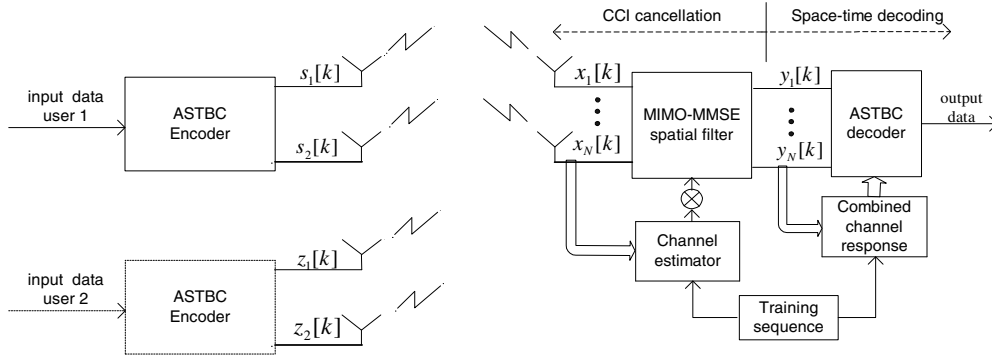 CCI cancellation
Space-time decoding
input data
user 1
ASTBC
Encoder
s₁[k]
s₂[k]
x₁[k]
x_N[k]
MIMO-MMSE
spatial filter
y₁[k]
y_N[k]
ASTBC
decoder
output
data
Channel
estimator
Combined
channel
response
Training
sequence
input data
user 2
ASTBC
Encoder
z₁[k]
z₂[k]